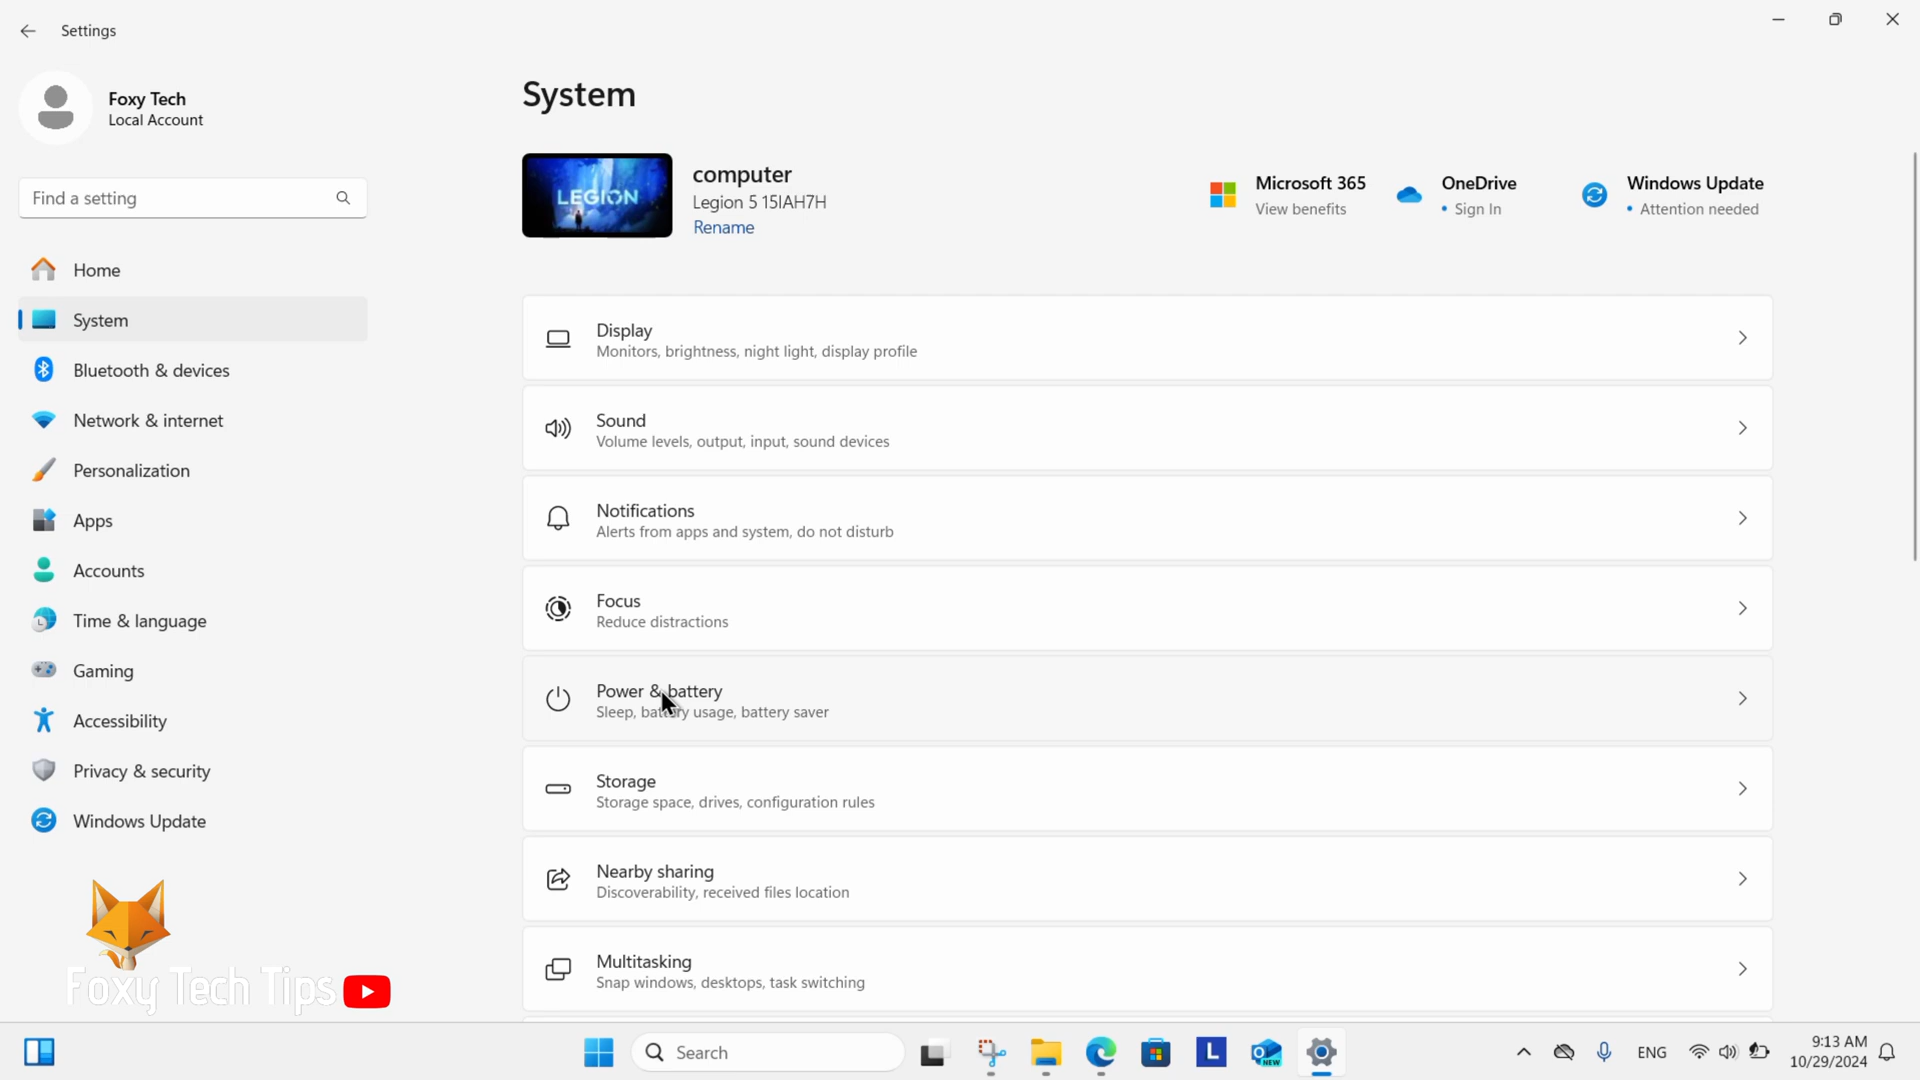 Settings
Foxy Tech
Local Account
Find a setting
Home
System
Bluetooth & devices
Network & internet
Personalization
Apps
Accounts
Time & language
Gaming
Accessibility
Privacy & security
Windows Update
Foxy Tech Tips
System
LEGION
computer
Legion 5 15IAH7H
Rename
Microsoft 365
View benefits
OneDrive
• Sign In
Windows Update
• Attention needed
Display
Monitors, brightness, night light, display profile
Sound
Volume levels, output, input, sound devices
Notifications
Alerts from apps and system, do not disturb
Focus
Reduce distractions
Power & battery
Sleep, battery usage, battery saver
Storage
Storage space, drives, configuration rules
Nearby sharing
Discoverability, received files location
Multitasking
Snap windows, desktops, task switching
Search
L
NEW
ENG
9:13 AM
10/29/2024